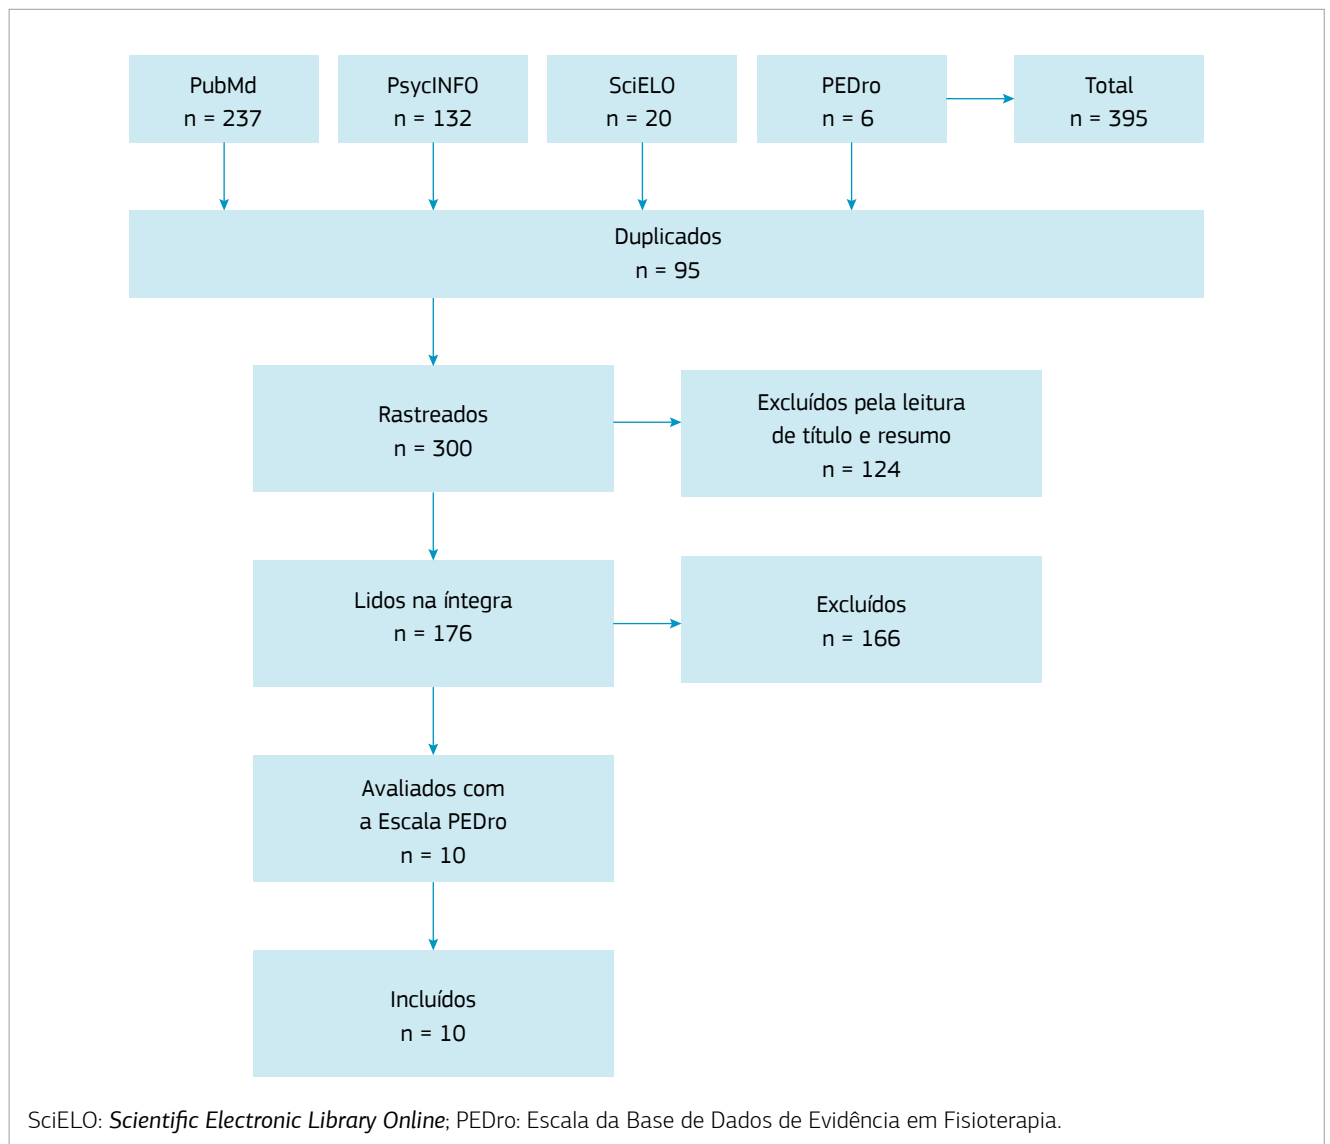 PubMd
n = 237
PsycINFO
n = 132
SciELO
n = 20
PEDro
n = 6
Total
n = 395
Duplicados
n = 95
Rastreados
n = 300
Excluídos pela leitura
de título e resumo
n = 124
Lidos na íntegra
n = 176
Excluídos
n = 166
Avaliados com
a Escala PEDro
n = 10
Incluídos
n = 10
SciELO: Scientific Electronic Library Online; PEDro: Escala da Base de Dados de Evidência em Fisioterapia.